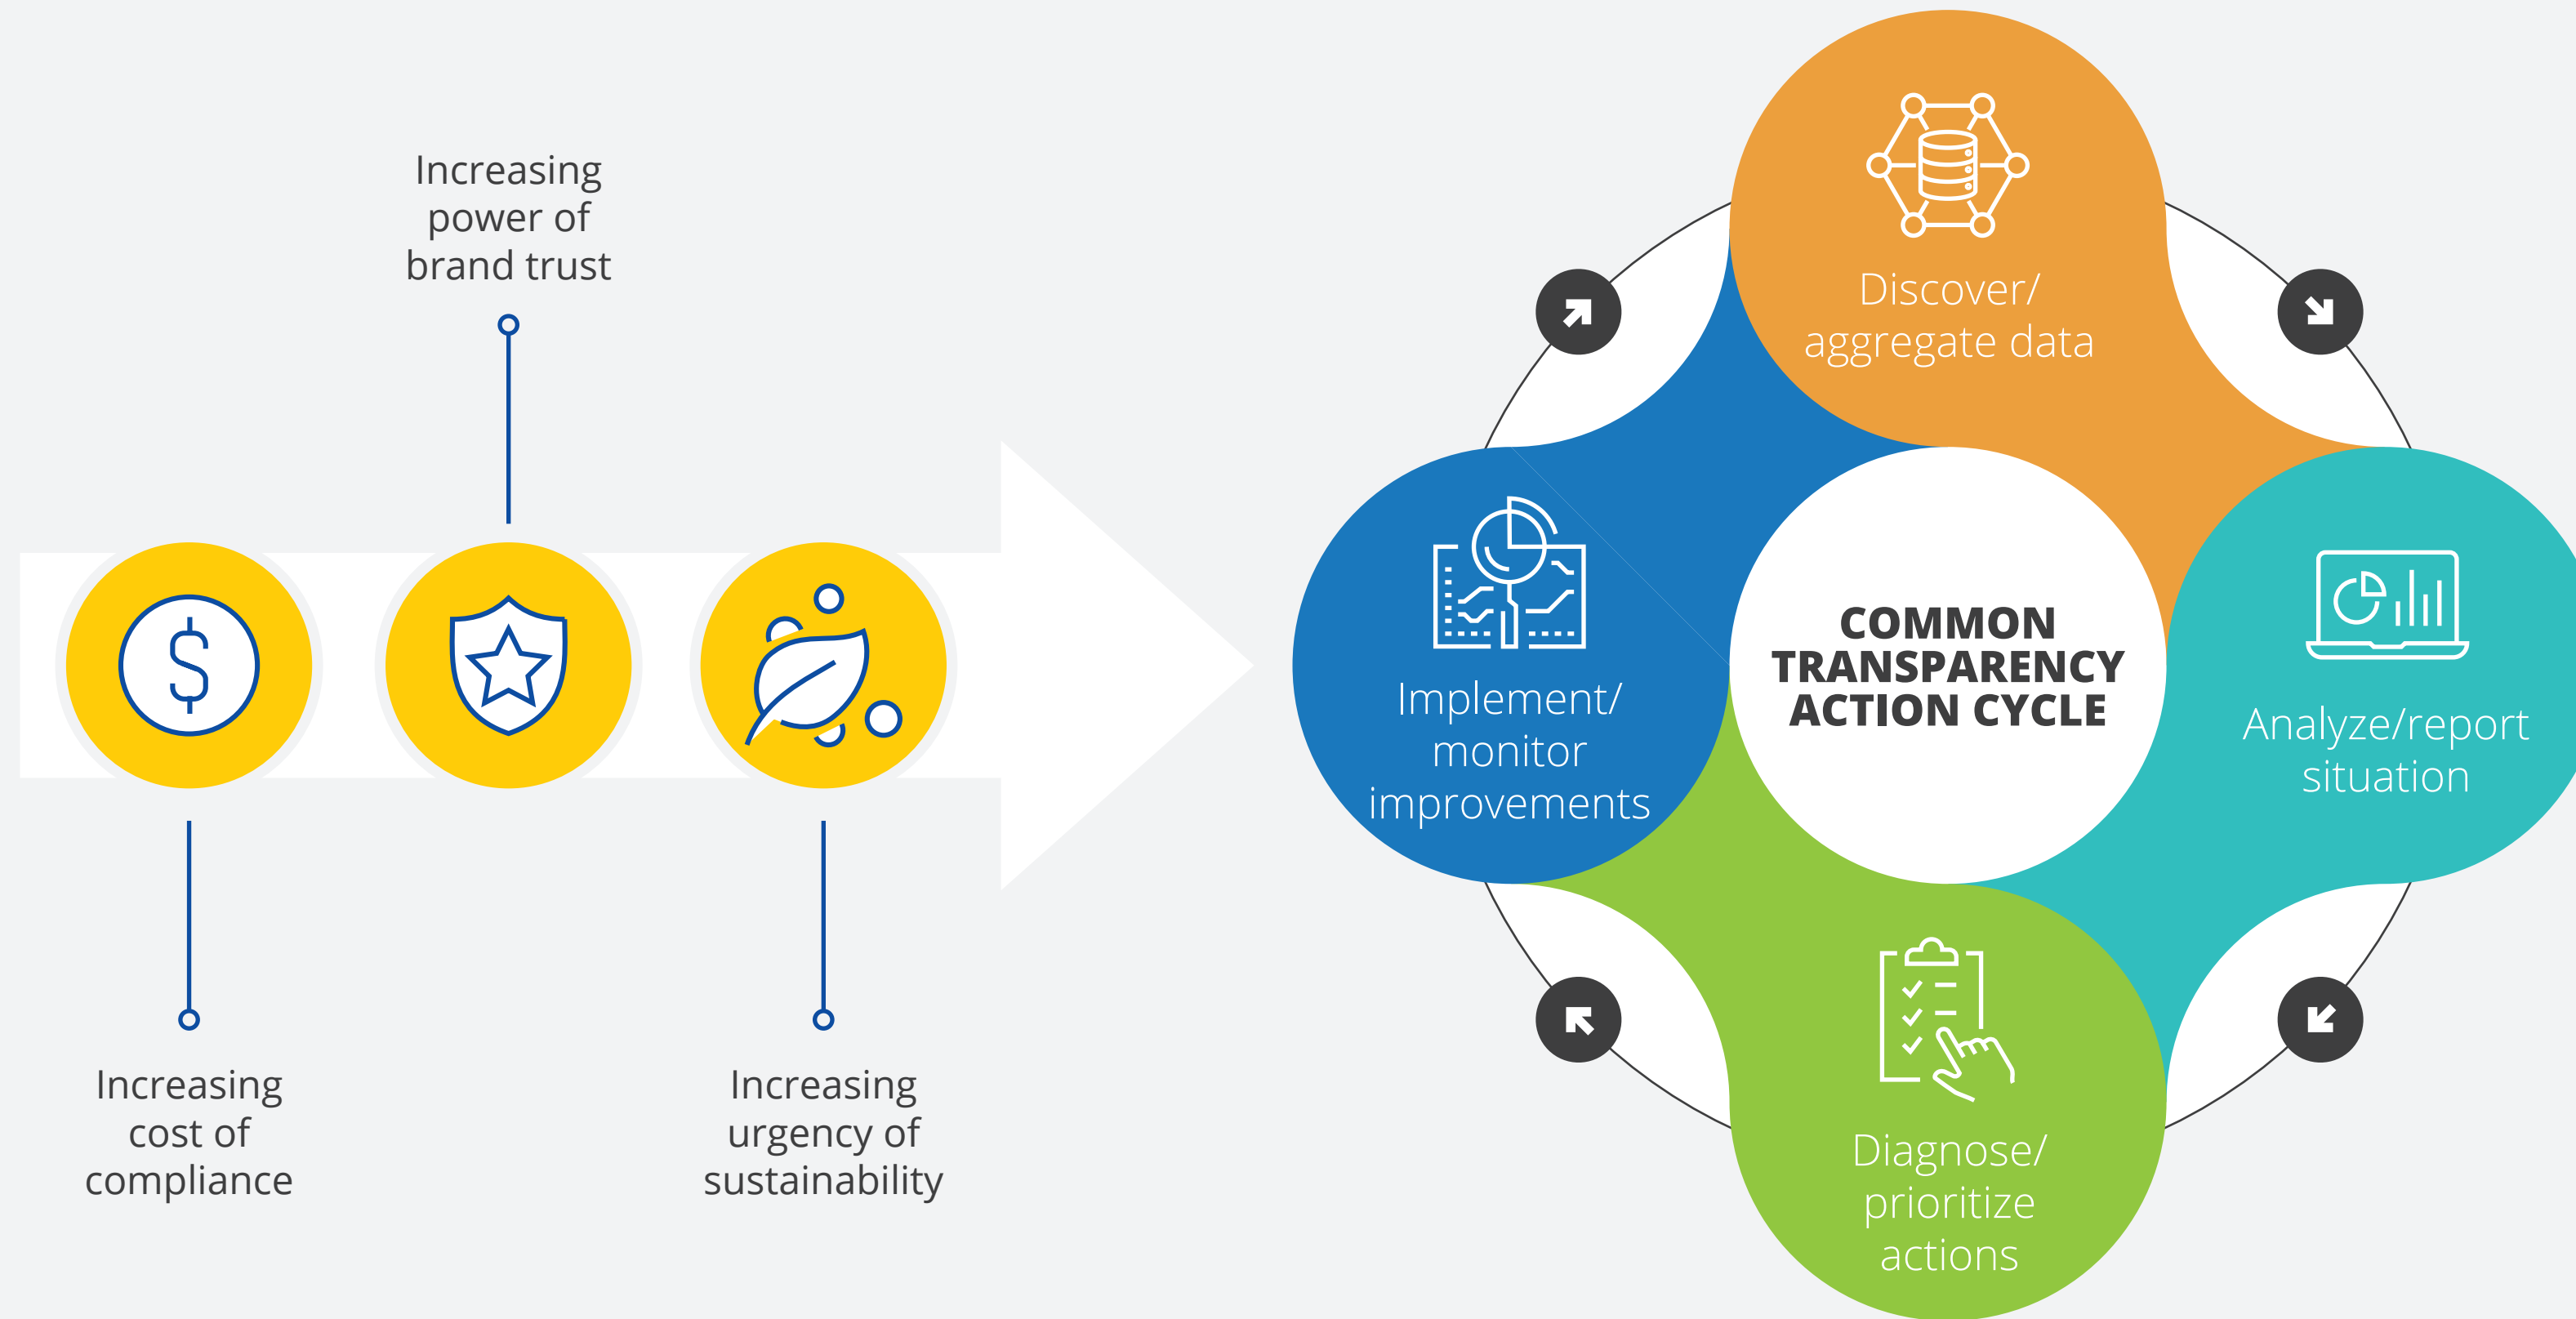 Increasing
power of
brand trust
Increasing
cost of
compliance
Increasing
urgency of
sustainability
Discover/
aggregate data
Analyze/report
situation
Diagnose/
prioritize
actions
Implement/
monitor
improvements
COMMON
TRANSPARENCY
ACTION CYCLE